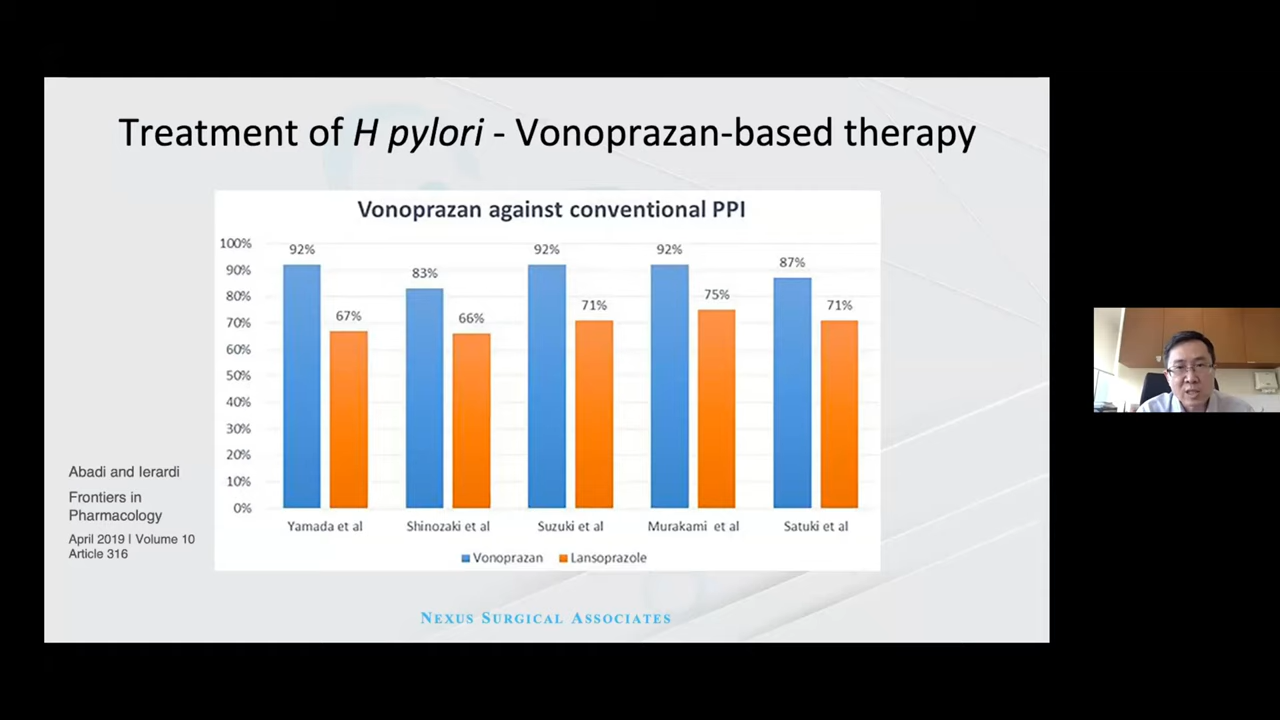 Treatment of H pylori - Vonoprazan-based therapy
Vonoprazan against conventional PPI
100%
90%
80%
70%
60%
50%
40%
30%
20%
10%
0%
92%
67%
83%
66%
92%
71%
92%
75%
87%
71%
Yamada et al
Shinozaki et al
Suzuki et al
Murakami et al
Satuki et al
Vonoprazan
Lansoprazole
Abadi and Ierardi
Frontiers in
Pharmacology
April 2019 | Volume 10
Article 316
NEXUS SURGICAL ASSOCIATES